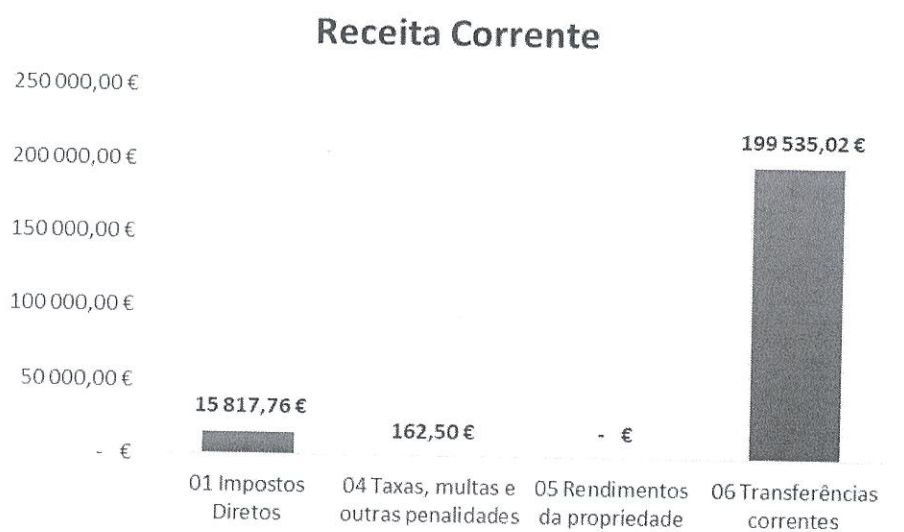 Receita Corrente
250 000,00 €
200 000,00 €
150 000,00 €
100 000,00 €
50 000,00 €
- €
15 817,76 €
162,50 €
- €
199 535,02 €
01 Impostos
Diretos
04 Taxas, multas e
outras penalidades
05 Rendimentos
da propriedade
06 Transferências
correntes